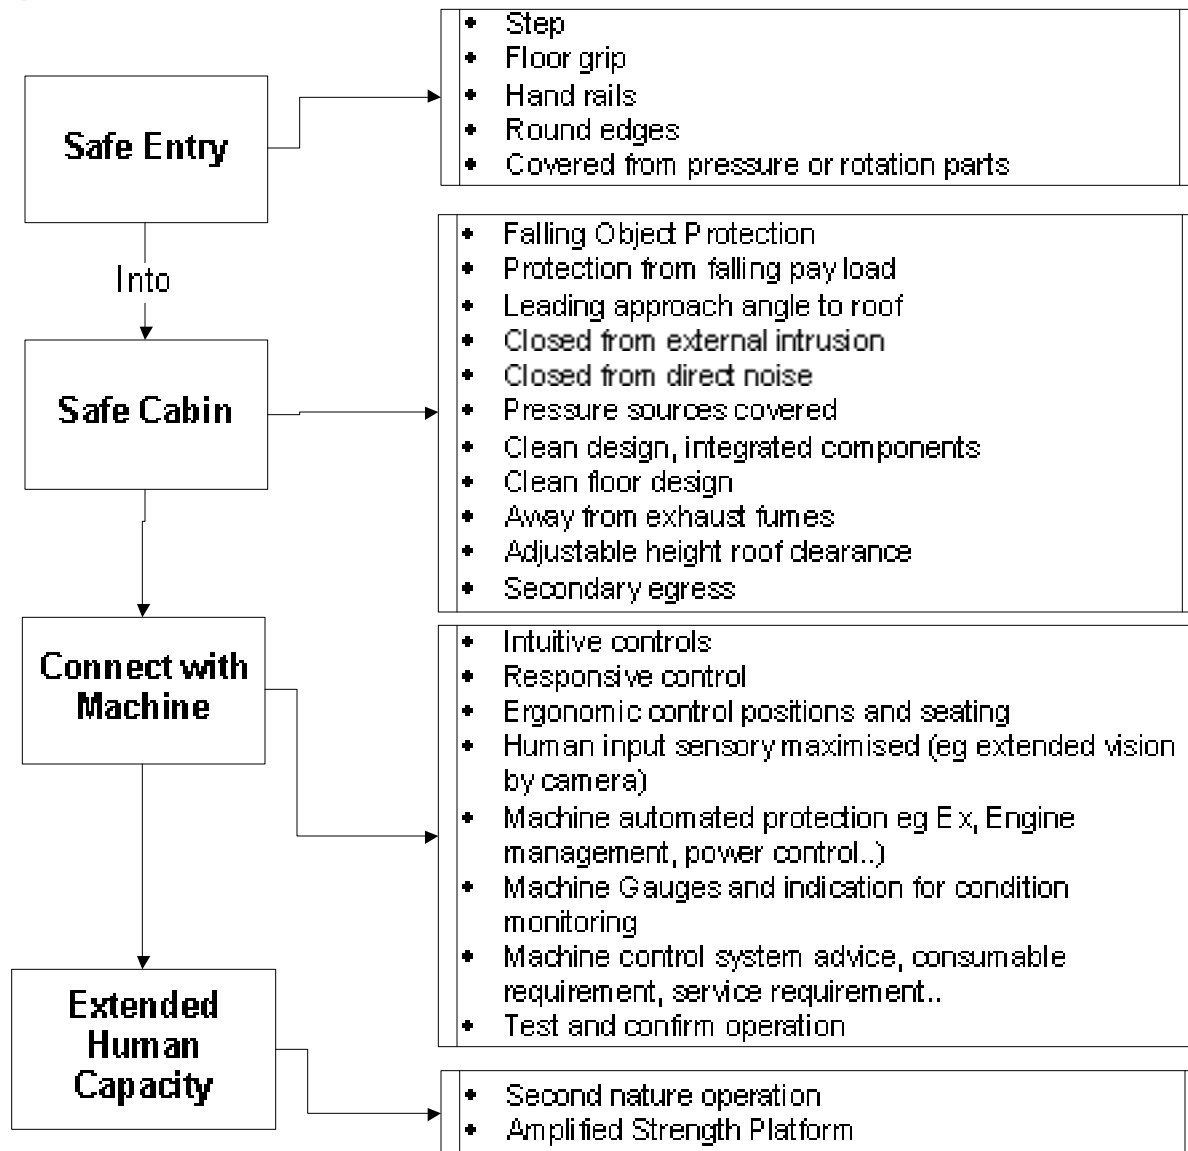 Safe Entry
• Step
• Floor grip
• Hand rails
• Round edges
• Covered from pressure or rotation parts
Into
Safe Cabin
• Falling Object Protection
• Protection from falling pay load
• Leading approach angle to roof
• Closed from external intrusion
• Closed from direct noise
• Pressure sources covered
• Clean design, integrated components
• Clean floor design
• Away from exhaust fumes
• Adjustable height roof clearance
• Secondary egress
Connect with
Machine
• Intuitive controls
• Responsive control
• Ergonomic control positions and seating
• Human input sensory maximised (eg extended vision
by camera)
• Machine automated protection eg Ex, Engine
management, power control..)
• Machine Gauges and indication for condition
monitoring
• Machine control system advice, consumable
requirement, service requirement..
• Test and confirm operation
Extended
Human
Capacity
• Second nature operation
• Amplified Strength Platform